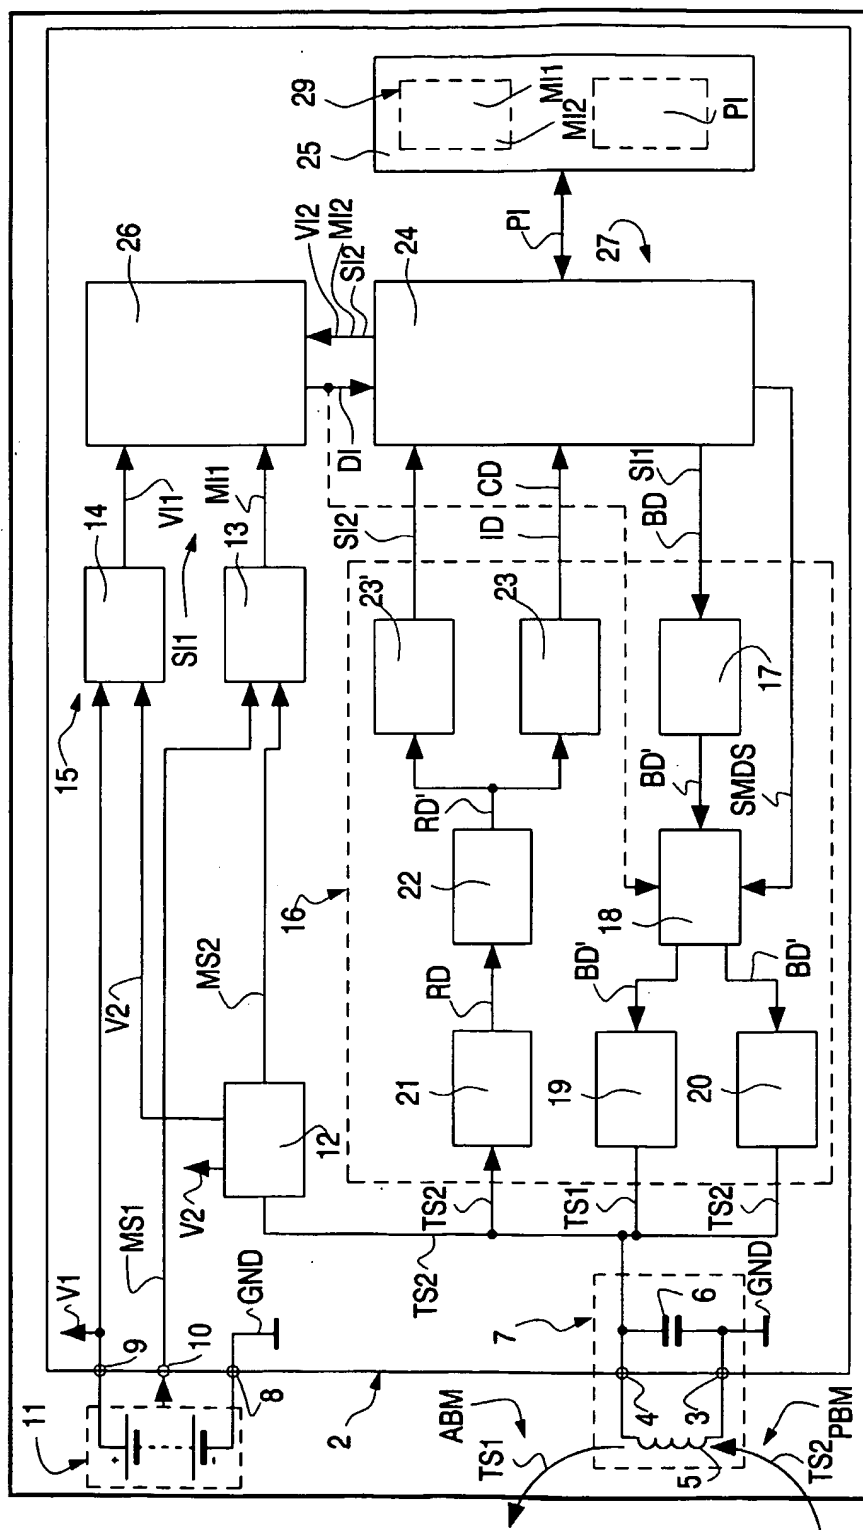 29
MI1
MI2
25
PI
PI
27
26
VI2
MI2
SI2
24
DI
14
VI1
MI1
13
SI1
15
SI2
23'
ID
CD
23
BD
SI1
17
BD'
SMDS
RD'
22
16
18
RD
21
BD'
BD'
19
20
MS2
V2
12
V2
MS1
TS2
TS2
TS1
TS2
V1
9
10
8
GND
11
2
7
6
GND
4
3
5
ABM
TS1
TS2
PBM